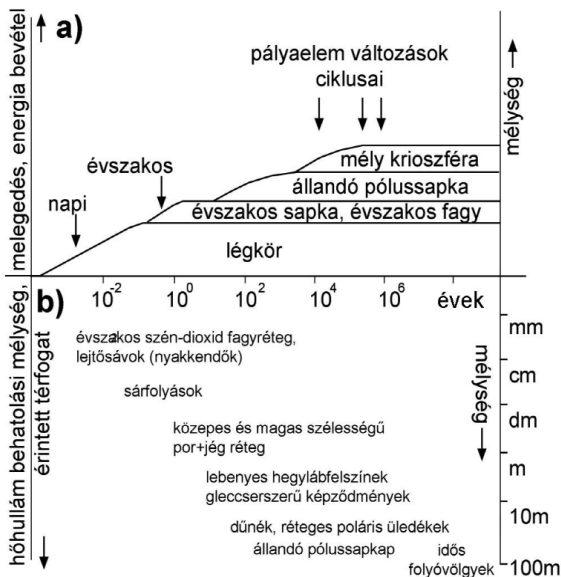 melegedés, energia bevétel
a)
pályaelem változások
ciklusai
mélység
évszakos
napi
mély krioszféra
állandó pólussapka
évszakos sapka, évszakos fagy
légkör
10-2
100
102
104
106
évek
hőhullám behatolási mélység,
érintett térfogat
b)
évszakos szén-dioxid fagyréteg,
lejtősávok (nyakkendők)
sárfolyások
közepes és magas szélességű
por+jég réteg
lebenyes hegylábfelszínek
gleccserszerű képződmények
dűnék, réteges poláris üledékek
állandó pólussapkap
idős
folyóvölgyek
mélység
mm
cm
dm
m
10m
100m